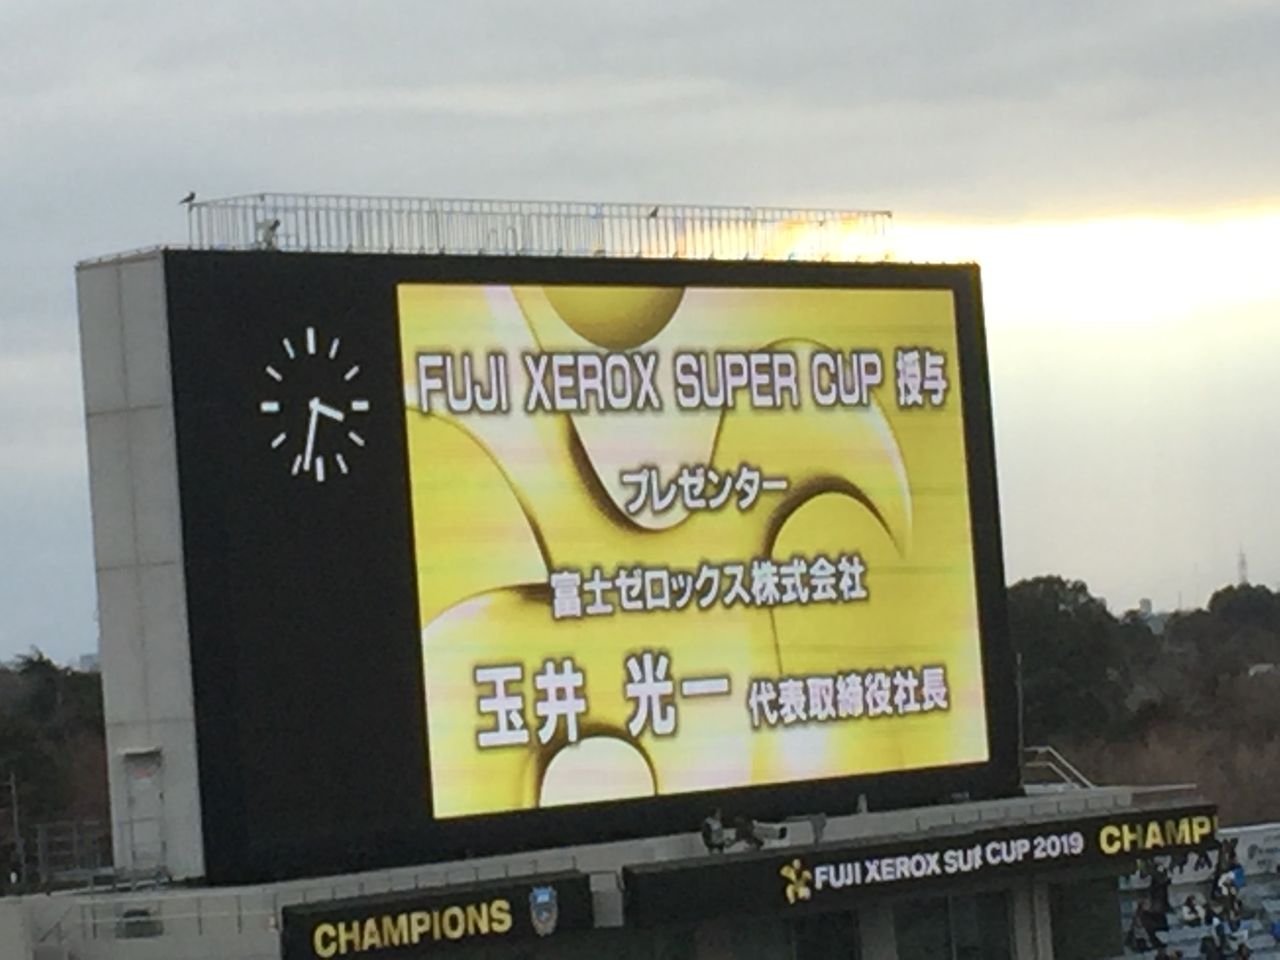 FUJI XEROX SUPER CUP 授与
プレゼンター
富士ゼロックス株式会社
玉井 光一 代表取締役社長
CHAMPIONS
FUJI XEROX CUP 2019
CHAMPI